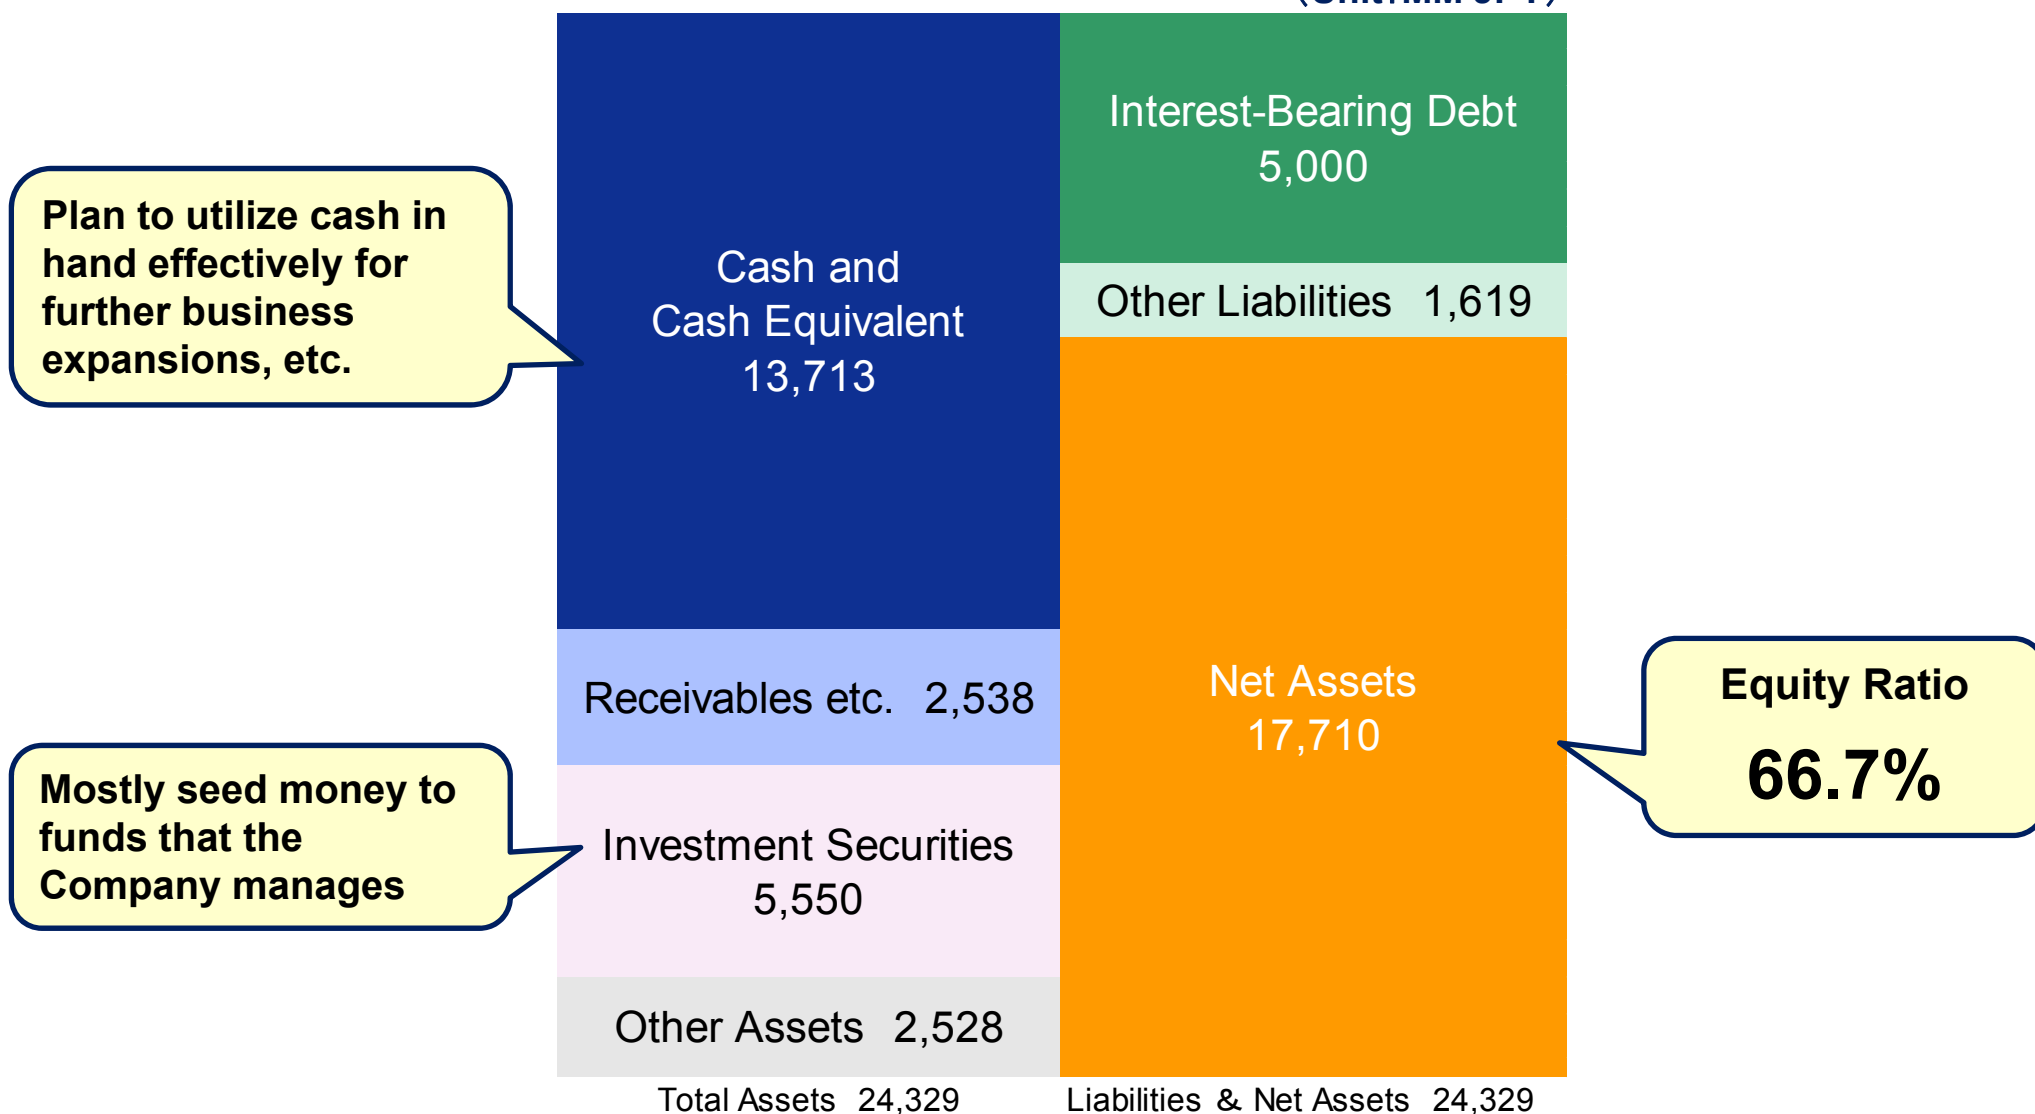 Plan to utilize cash in
hand effectively for
further business
expansions, etc.
Cash and
Cash Equivalent
13,713
Receivables etc. 2,538
Mostly seed money to
funds that the
Company manages
Investment Securities
5,550
Other Assets 2,528
Total Assets 24,329
Interest-Bearing Debt
5,000
Other Liabilities 1,619
Net Assets
17,710
Equity Ratio
66.7%
Liabilities & Net Assets 24,329